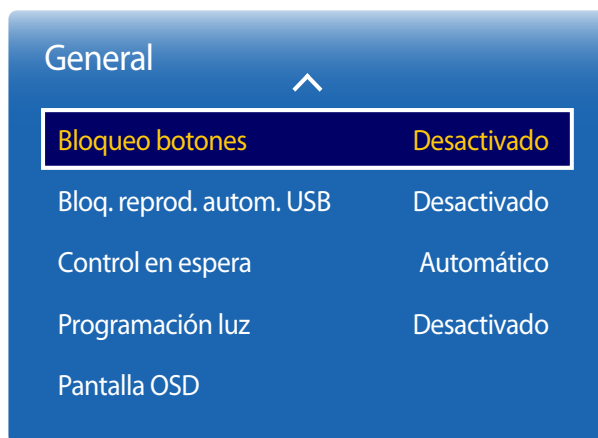 General
Bloqueo botones Desactivado
Bloq. reprod. autom. USB Desactivado
Control en espera Automático
Programación luz Desactivado
Pantalla OSD